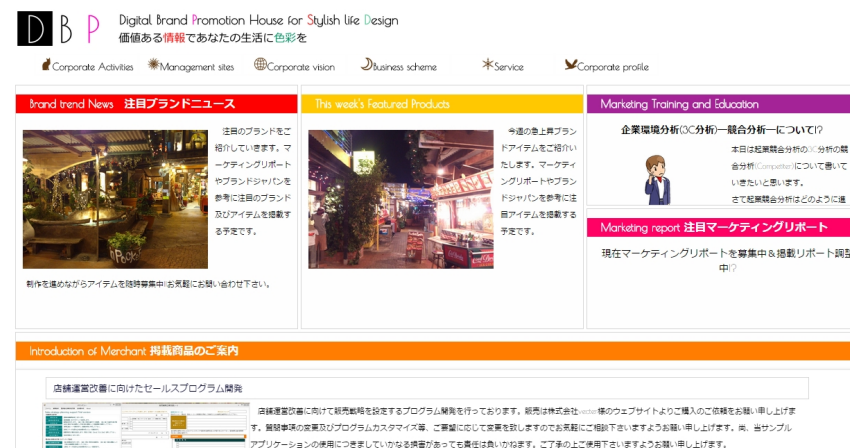 DBP
Digital Brand Promotion House for Stylish life Design
価値ある情報であなたの生活に色彩を
Corporate Activities Management sites Corporate vision Business scheme Service Corporate profile
Brand trend News 注目ブランドニュース
注目のブランドをご
紹介していきます。マ
ーケティングリポート
やブランドジャパンを
参考に注目のブランド
及びアイテムを掲載す
る予定です。
制作を進めながらアイテムを随時募集中!!お気軽にお問い合わせ下さい。
This week's Featured Products
今週の急上昇ブラン
ドアイテムをご紹介い
たします。マーケティ
ングリポートやブラン
ドジャパンを参考に注
目アイテムを掲載する
予定です。
Marketing Training and Education
企業環境分析(3C分析)―競合分析―について!?
本日は起業競合分析の3C分析の競
合分析(Competitor)について書いて
いきたいと思います。
さて起業競合分析はどのように進
Marketing report 注目マーケティングリポート
現在マーケティングリポートを募集中&掲載リポート調整
中!?
Introduction of Merchant 掲載商品のご案内
店舗運営改善に向けたセールスプログラム開発
店舗運営改善に向けて販売戦略を設定するプログラム開発を行っております。販売は株式会社vector様のウェブサイトよりご購入のご依頼をお願い申し上げま
す。質問事項の変更及びプログラムカスタマイズ等、ご要望に応じて変更を致しますのでお気軽にご相談下さいますようお願い申し上げます。尚、当サンプル
アプリケーションの使用につきましていかなる損害があっても責任は負いかねます。ご了承の上ご使用下さいますようお願い申し上げます。